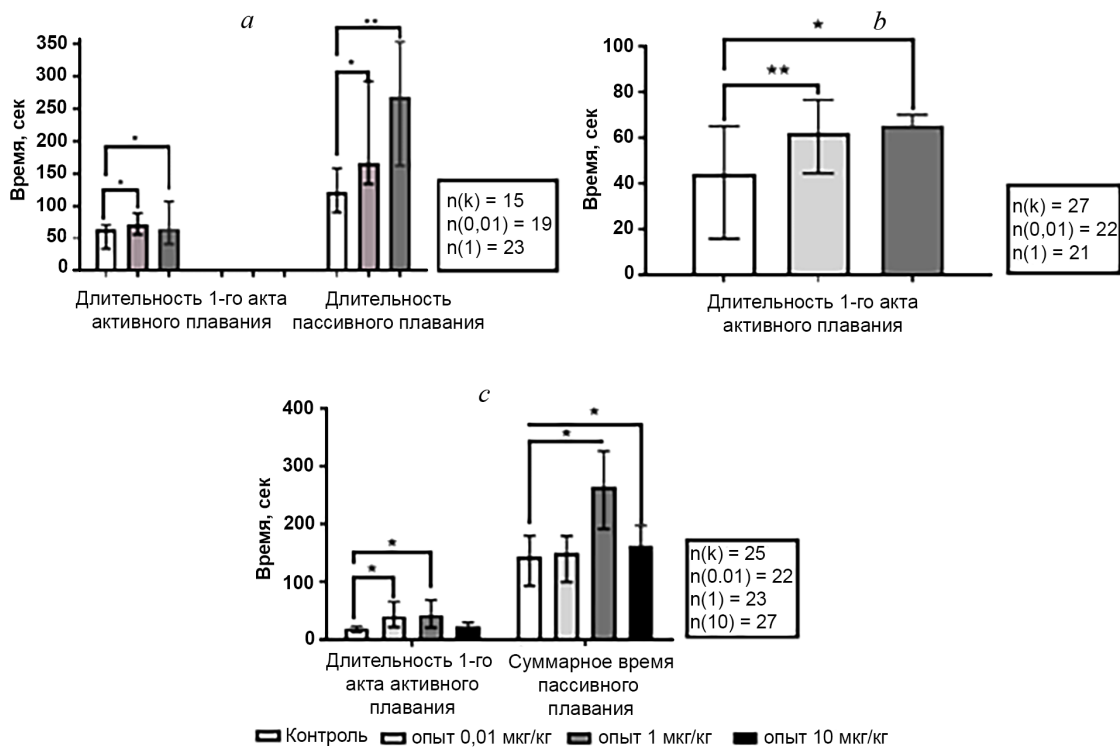 a
Время, сек
350
300
250
200
150
100
50
0
*
*
*
**
Длительность 1-го акта
активного плавания
Длительность
пассивного плавания
n(k) = 15
n(0,01) = 19
n(1) = 23
b
Время, сек
100
80
60
40
20
0
*
**
Длительность 1-го акта
активного плавания
n(k) = 27
n(0,01) = 22
n(1) = 21
c
Время, сек
400
300
200
100
0
*
*
*
*
Длительность 1-го
акта активного
плавания
Суммарное время
пассивного
плавания
n(k) = 25
n(0.01) = 22
n(1) = 23
n(10) = 27
Контроль опыт 0,01 мкг/кг опыт 1 мкг/кг опыт 10 мкг/кг